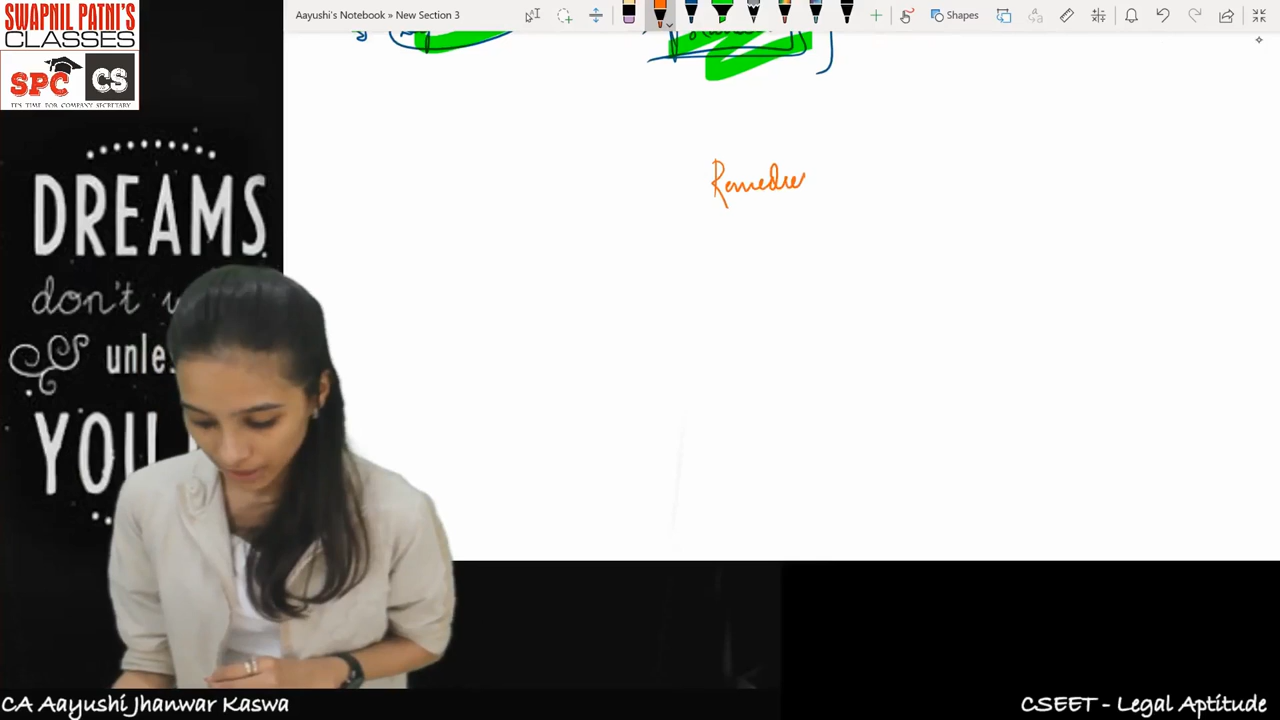 SWAPNIL PATNI'S
CLASSES
SPC CS
IT'S TIME FOR COMPANY SECRETARY
Aayushi's Notebook » New Section 3
Shapes
Remedies
DREAMS
don't
unle
YOU
CA Aayushi Jhanwar Kaswa
CSEET - Legal Aptitude